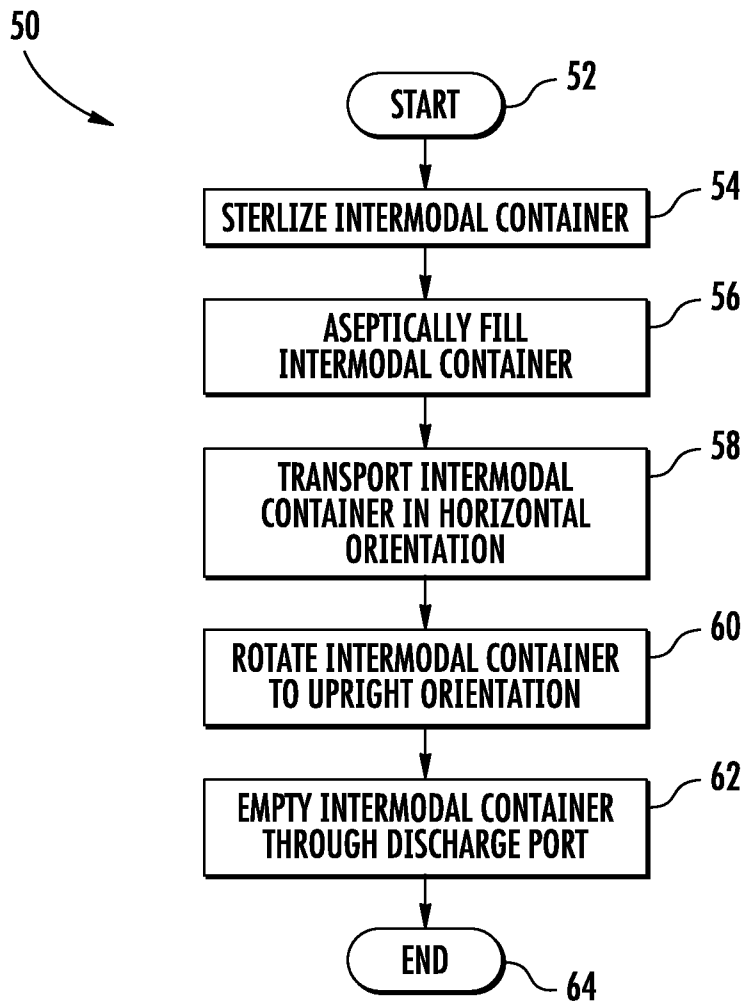 50
START
52
STERLIZE INTERMODAL CONTAINER
54
ASEPTICALLY FILL
INTERMODAL CONTAINER
56
TRANSPORT INTERMODAL
CONTAINER IN HORIZONTAL
ORIENTATION
58
ROTATE INTERMODAL CONTAINER
TO UPRIGHT ORIENTATION
60
EMPTY INTERMODAL CONTAINER
THROUGH DISCHARGE PORT
62
END
64